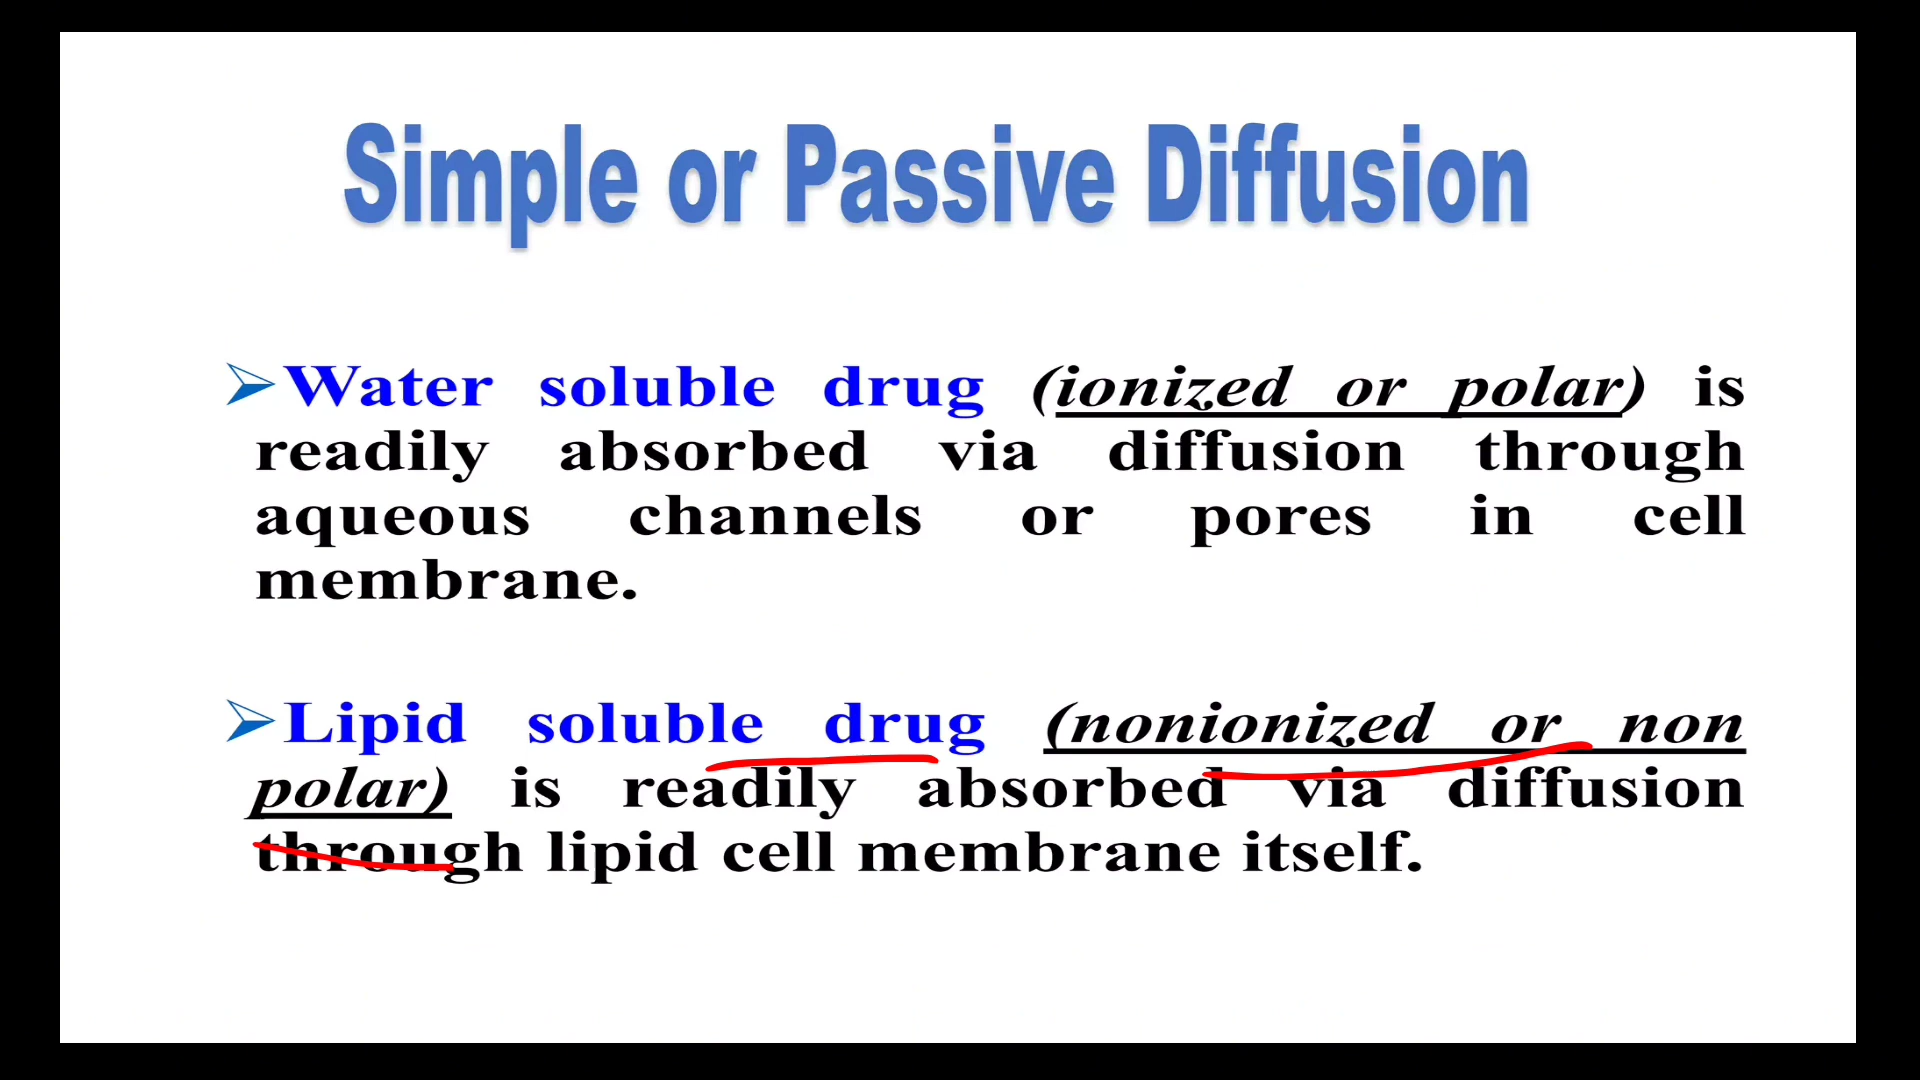 Simple or Passive Diffusion
➢Water soluble drug (ionized or polar) is
readily absorbed via diffusion through
aqueous channels or pores in cell
membrane.
➢Lipid soluble drug (nonionized or non
polar) is readily absorbed via diffusion
through lipid cell membrane itself.